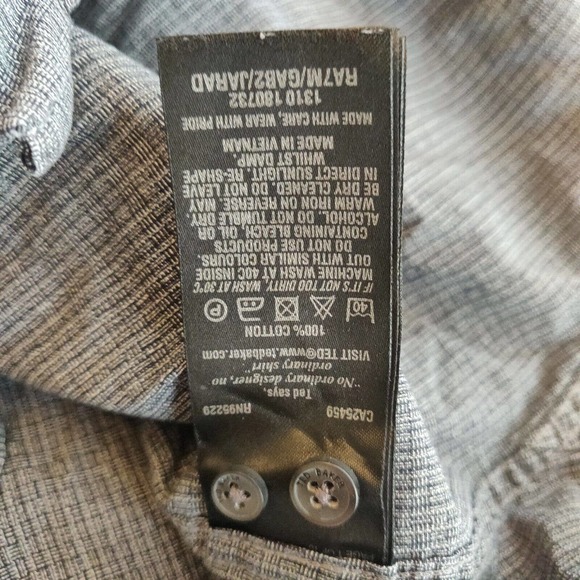 CA25459
RN95229
Ted says,
"No ordinary designer, no
ordinary shirt"
VISIT TED@www.tedbaker.com
100% COTTON
40
P
IF IT'S NOT TOO DIRTY, WASH AT 30°C
MACHINE WASH AT 40C INSIDE
OUT WITH SIMILAR COLOURS.
DO NOT USE PRODUCTS
CONTAINING BLEACH, OIL OR
ALCOHOL. DO NOT TUMBLE DRY.
WARM IRON ON REVERSE. MAY
BE DRY CLEANED. DO NOT LEAVE
IN DIRECT SUNLIGHT. RE-SHAPE
WHILST DAMP.
MADE IN VIETNAM
MADE WITH CARE, WEAR WITH PRIDE
1310 180732
RA7M/GAB2/JARAD
TED BAKER